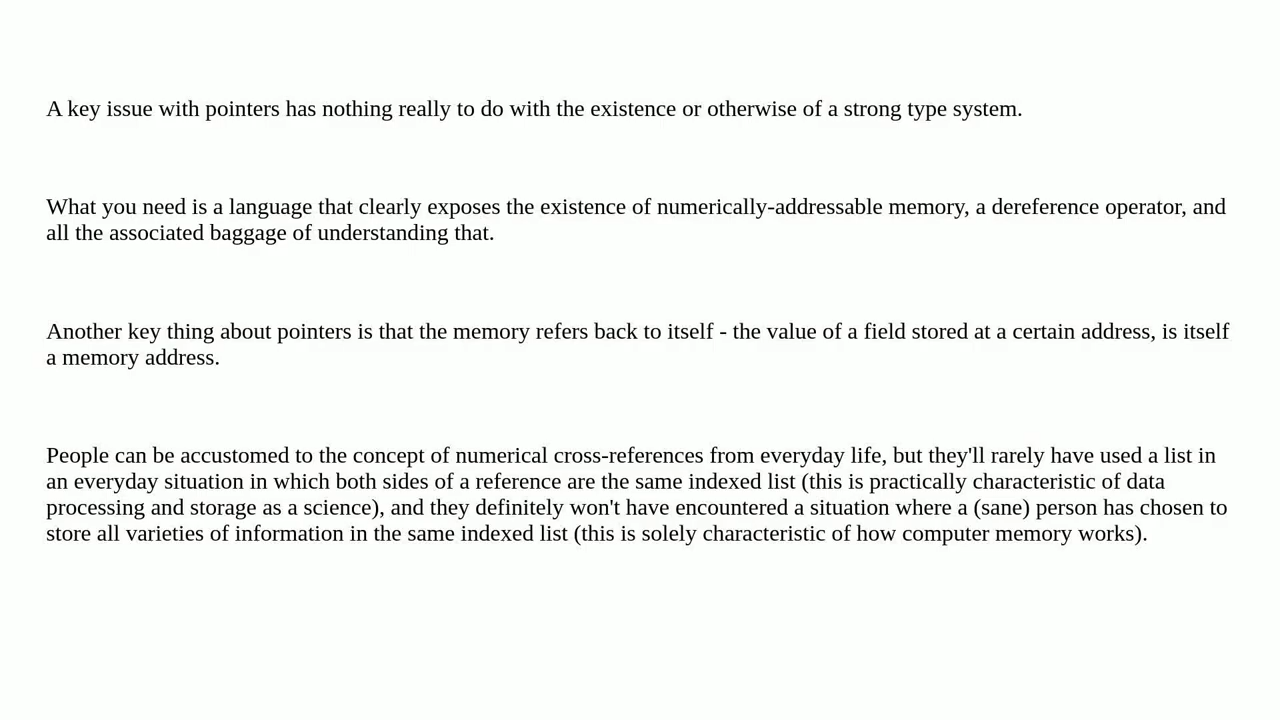 A key issue with pointers has nothing really to do with the existence or otherwise of a strong type system.
What you need is a language that clearly exposes the existence of numerically-addressable memory, a dereference operator, and
all the associated baggage of understanding that.
Another key thing about pointers is that the memory refers back to itself - the value of a field stored at a certain address, is itself
a memory address.
People can be accustomed to the concept of numerical cross-references from everyday life, but they'll rarely have used a list in
an everyday situation in which both sides of a reference are the same indexed list (this is practically characteristic of data
processing and storage as a science), and they definitely won't have encountered a situation where a (sane) person has chosen to
store all varieties of information in the same indexed list (this is solely characteristic of how computer memory works).